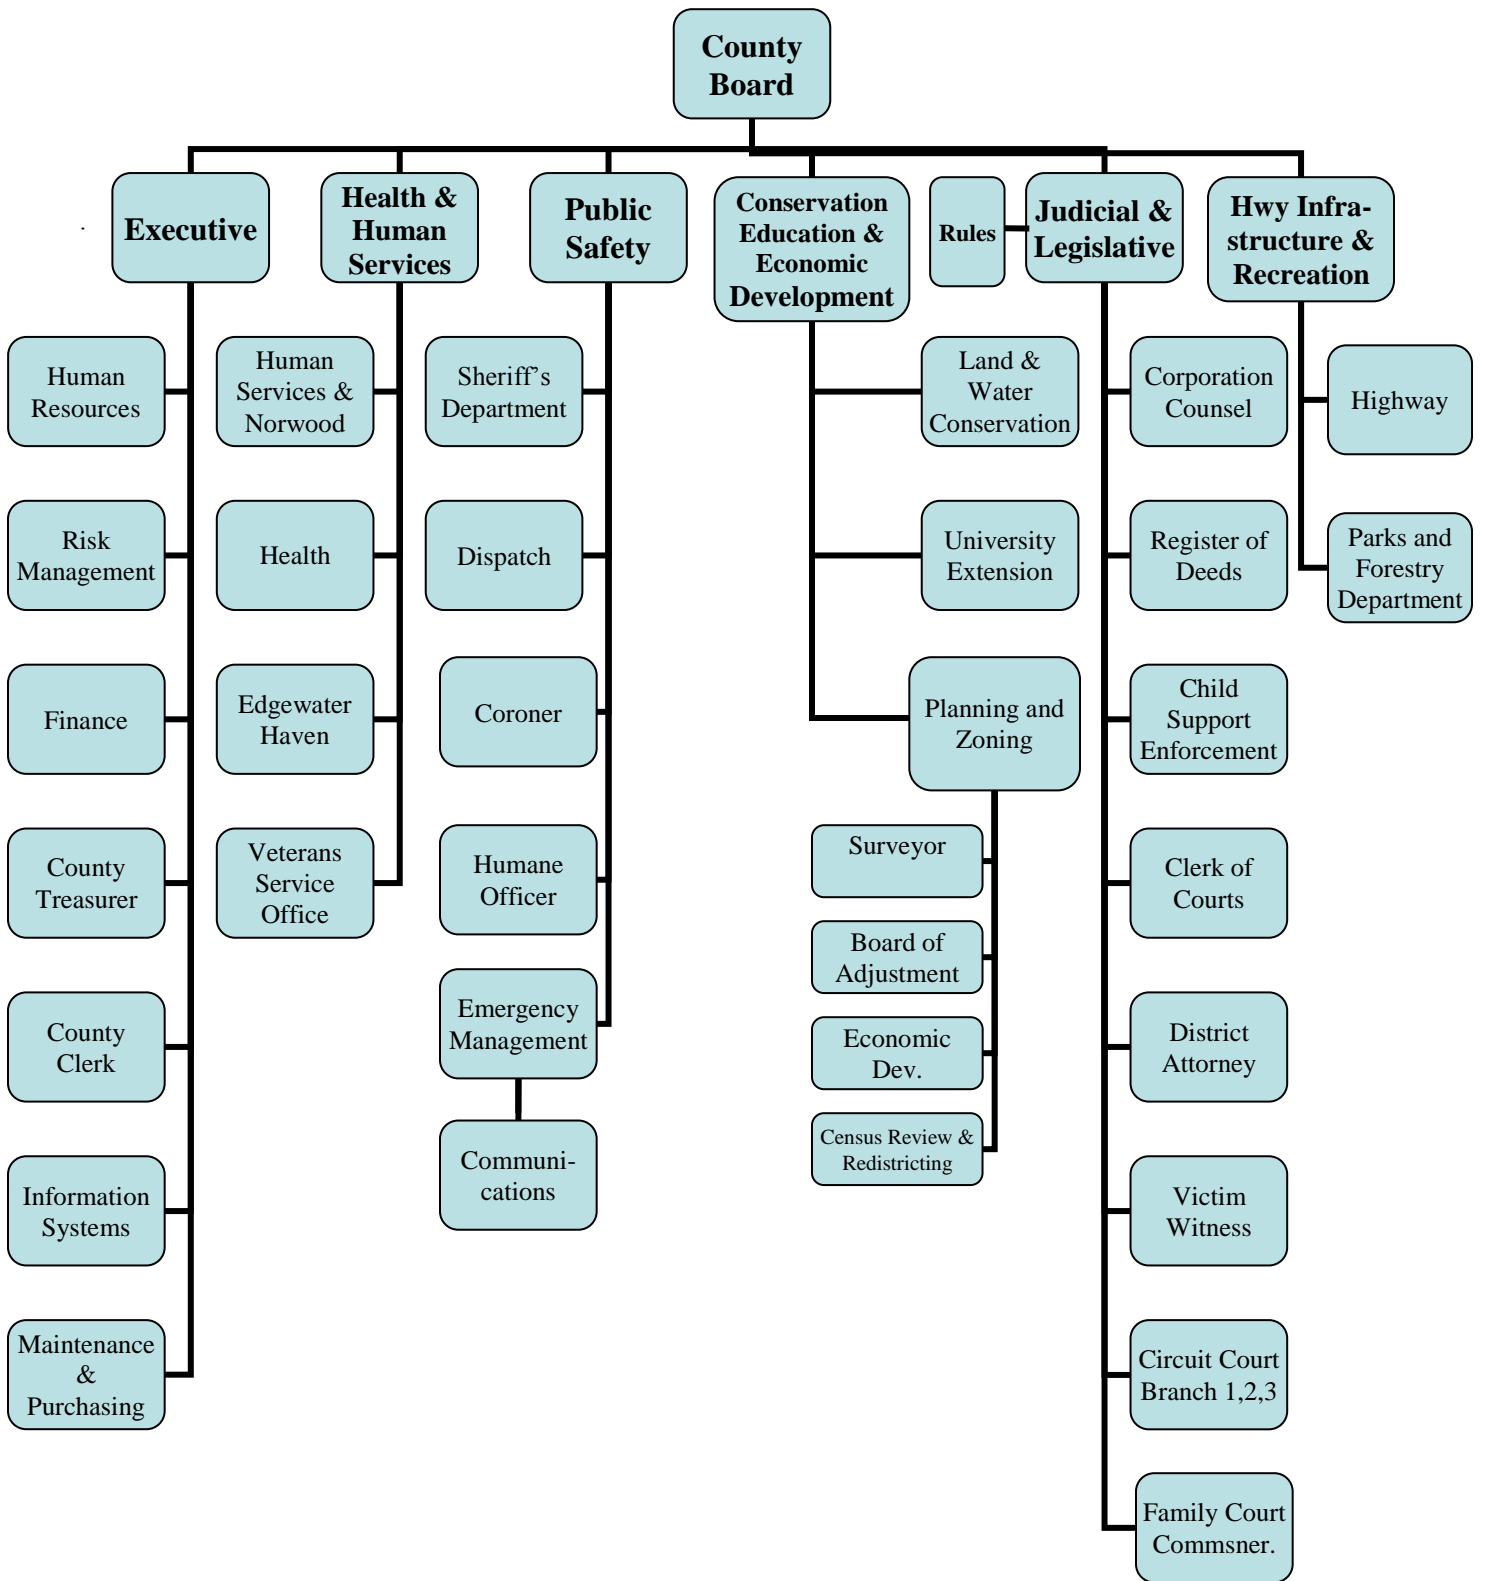 County
Board
Executive
Health &
Human
Services
Public
Safety
Conservation
Education &
Economic
Development
Rules
Judicial &
Legislative
Hwy Infra-
structure &
Recreation
Human
Resources
Risk
Management
Finance
County
Treasurer
County
Clerk
Information
Systems
Maintenance
&
Purchasing
Human
Services &
Norwood
Health
Edgewater
Haven
Veterans
Service
Office
Sheriff’s
Department
Dispatch
Coroner
Humane
Officer
Emergency
Management
Communi-
cations
Land &
Water
Conservation
University
Extension
Planning and
Zoning
Surveyor
Board of
Adjustment
Economic
Dev.
Census Review &
Redistricting
Corporation
Counsel
Register of
Deeds
Child
Support
Enforcement
Clerk of
Courts
District
Attorney
Victim
Witness
Circuit Court
Branch 1,2,3
Family Court
Commsner.
Highway
Parks and
Forestry
Department